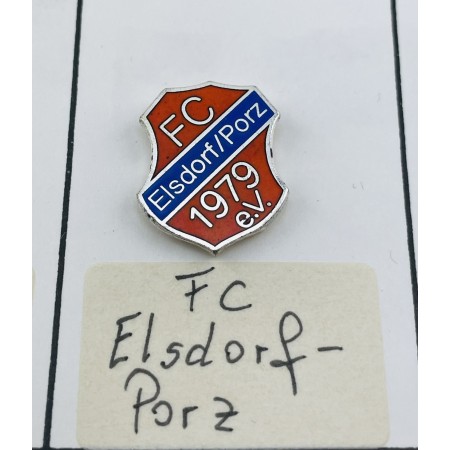 FC
Elsdorf/Porz
1979
e.V.
FC
Elsdorf-
Porz